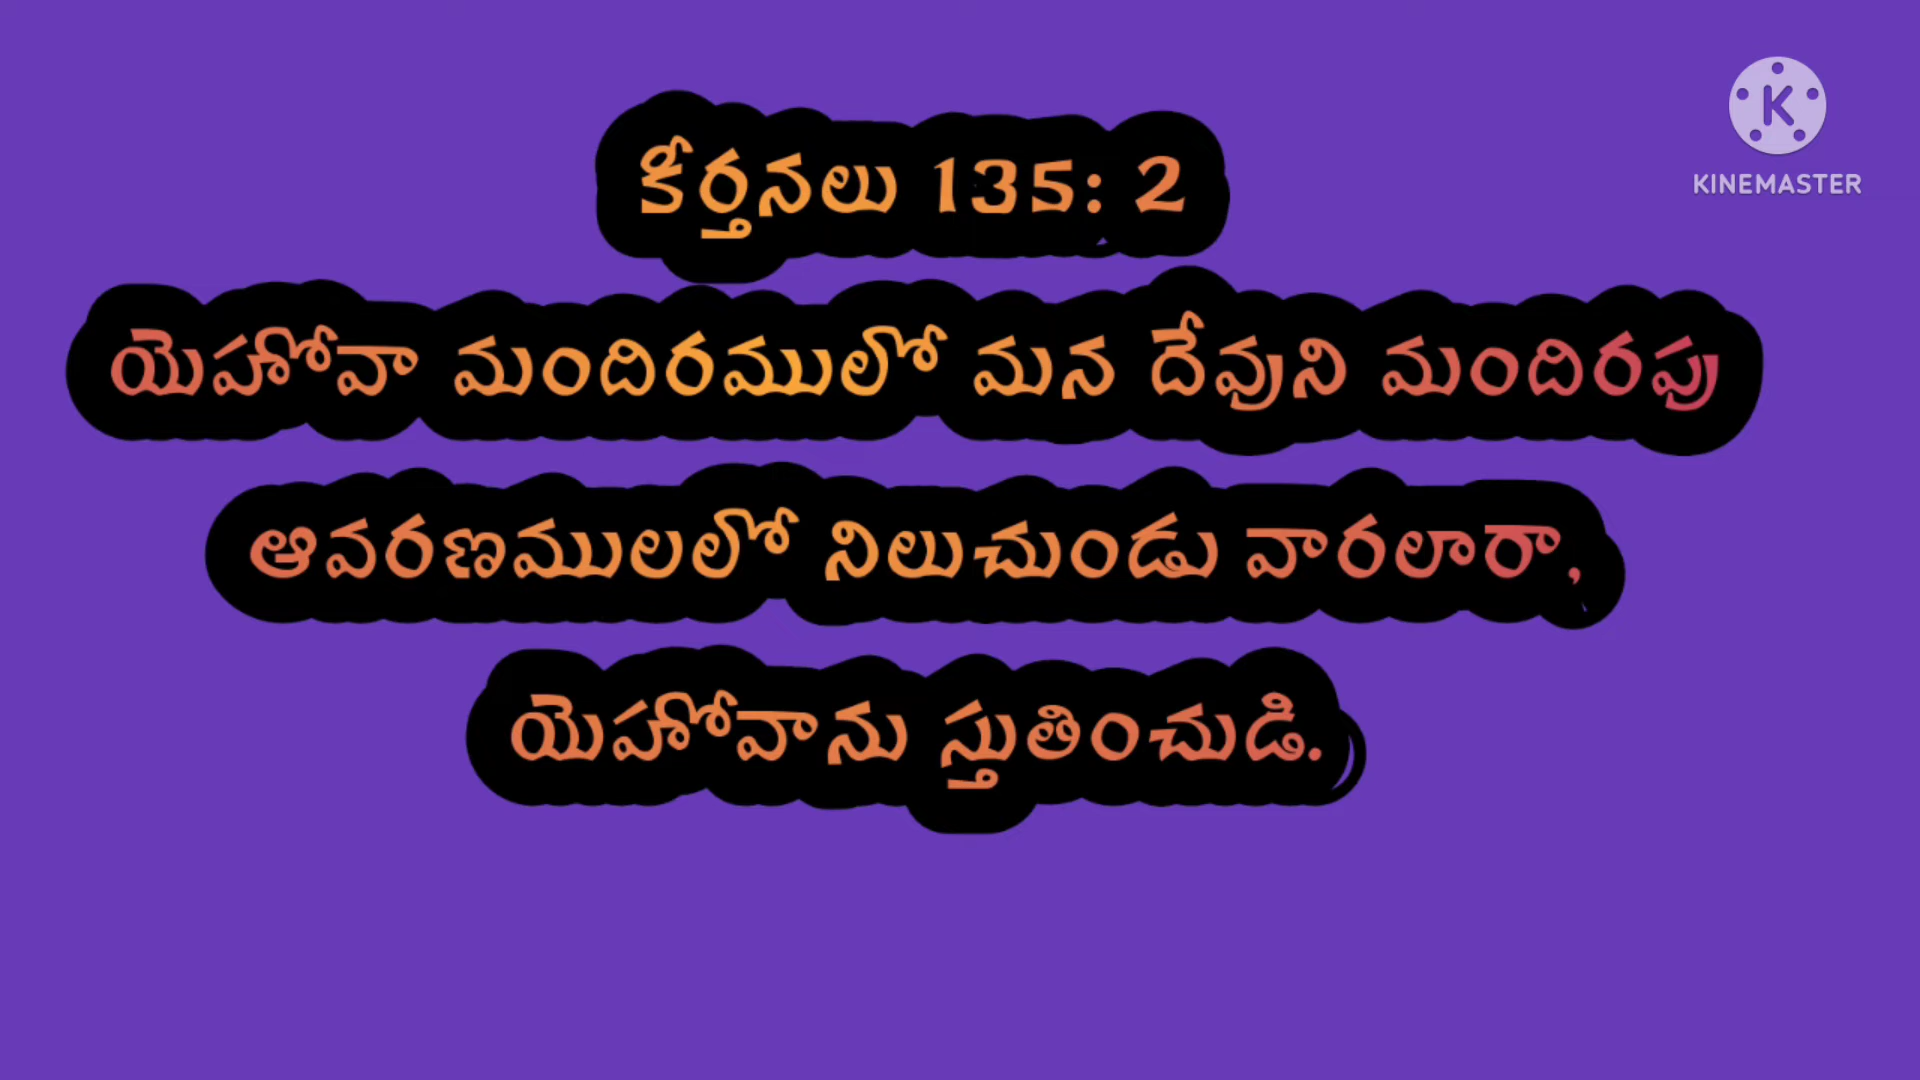 కీర్తనలు 135: 2
యెహోవా మందిరములో మన దేవుని మందిరపు
ఆవరణములలో నిలుచుండు వారలారా,
యెహోవాను స్తుతించుడి.
K
KINEMASTER